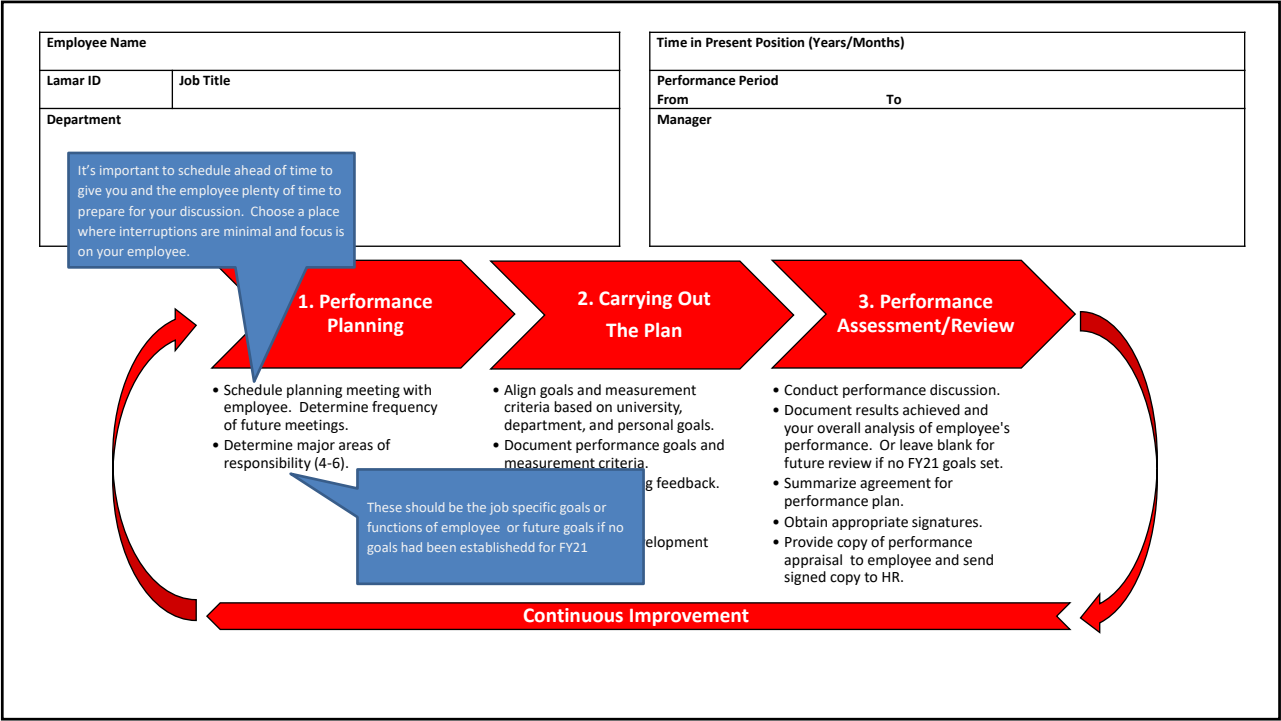 Employee Name
Lamar ID
Job Title
Department
Time in Present Position (Years/Months)
Performance Period
From To
Manager
It's important to schedule ahead of time to
give you and the employee plenty of time to
prepare for your discussion.  Choose a place
where interruptions are minimal and focus is
on your employee.
1. Performance
Planning
• Schedule planning meeting with
employee.  Determine frequency
of future meetings.
• Determine major areas of
responsibility (4-6).
These should be the job specific goals or
functions of employee  or future goals if no
goals had been establishedd for FY21
2. Carrying Out
The Plan
• Align goals and measurement
criteria based on university,
department, and personal goals.
• Document performance goals and
measurement criteria.
feedback.
3. Performance
Assessment/Review
• Conduct performance discussion.
• Document results achieved and
your overall analysis of employee's
performance.  Or leave blank for
future review if no FY21 goals set.
• Summarize agreement for
performance plan.
• Obtain appropriate signatures.
• Provide copy of performance
appraisal  to employee and send
signed copy to HR.
Continuous Improvement